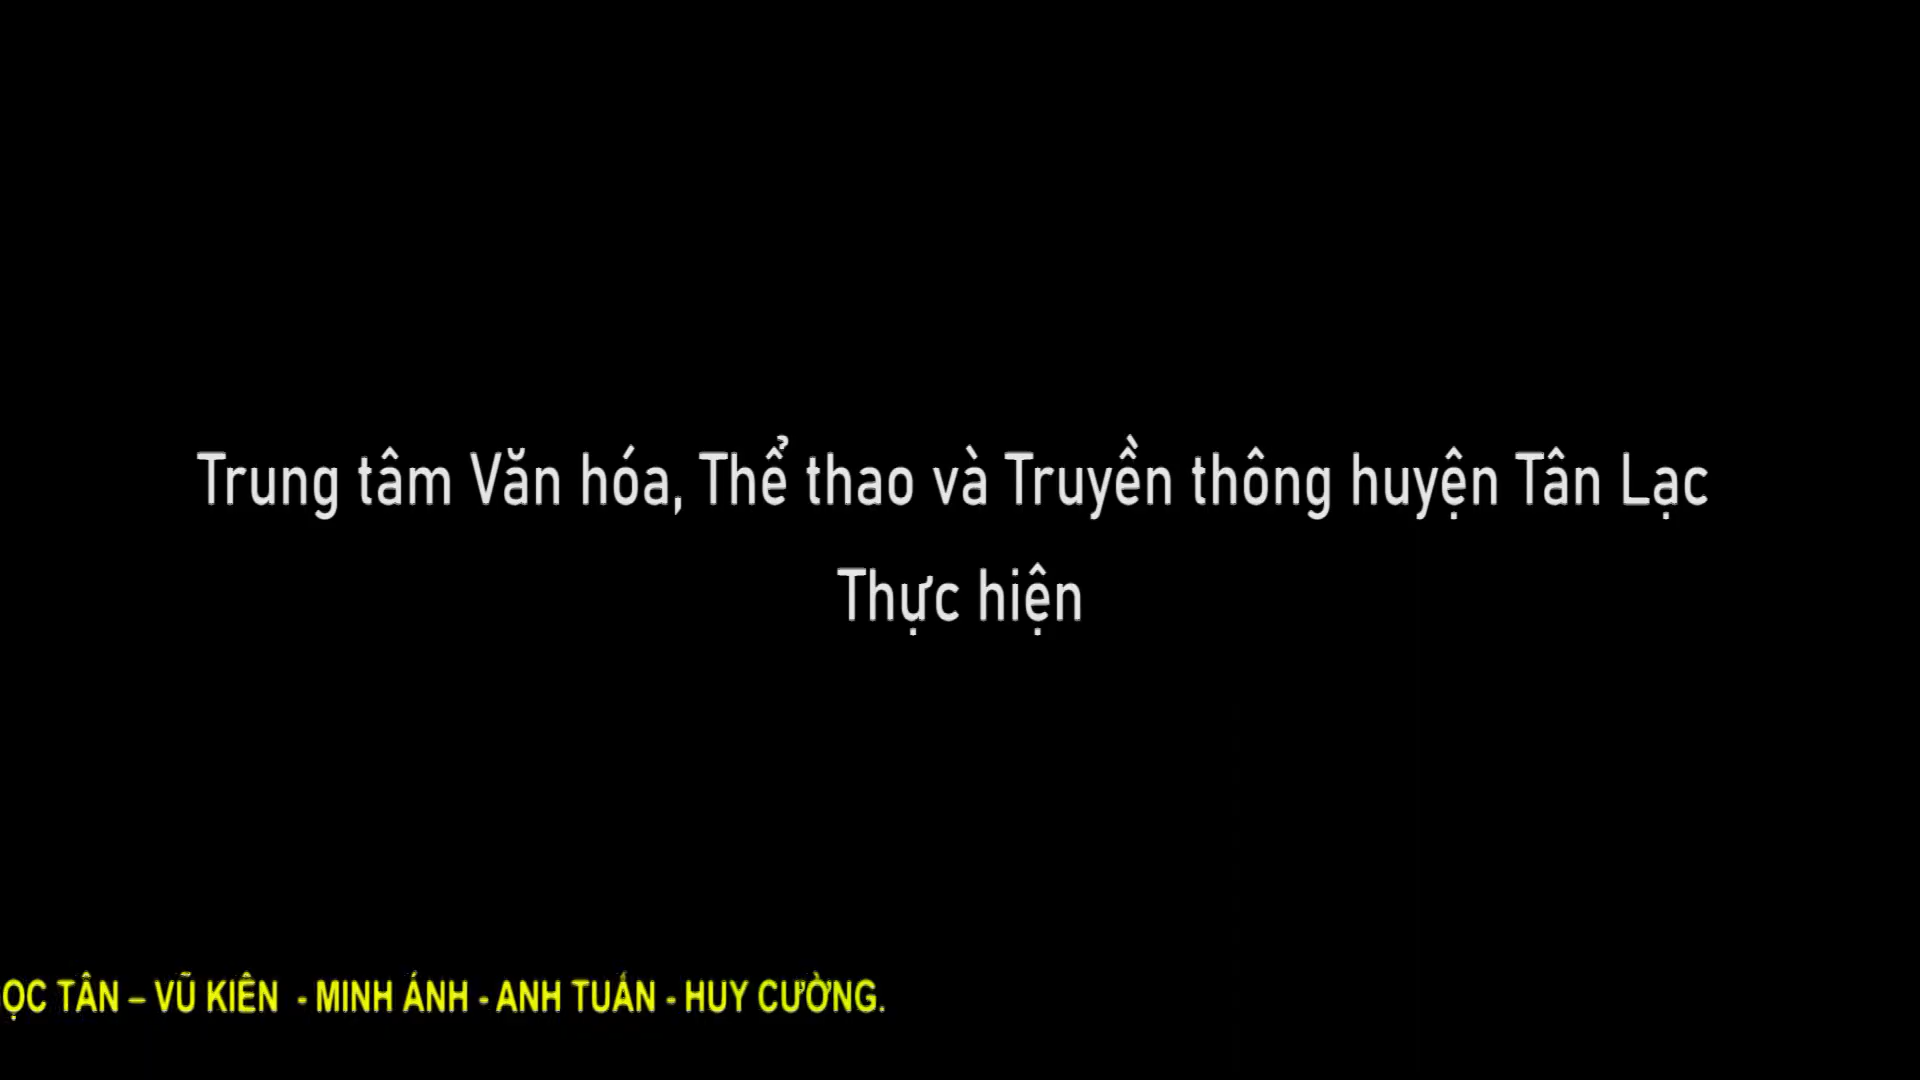 Trung tâm Văn hóa, Thể thao và Truyền thông huyện Tân Lạc
Thực hiện
TÂN – VŨ KIÊN - MINH ÁNH - ANH TUẤN - HUY CƯỜNG.